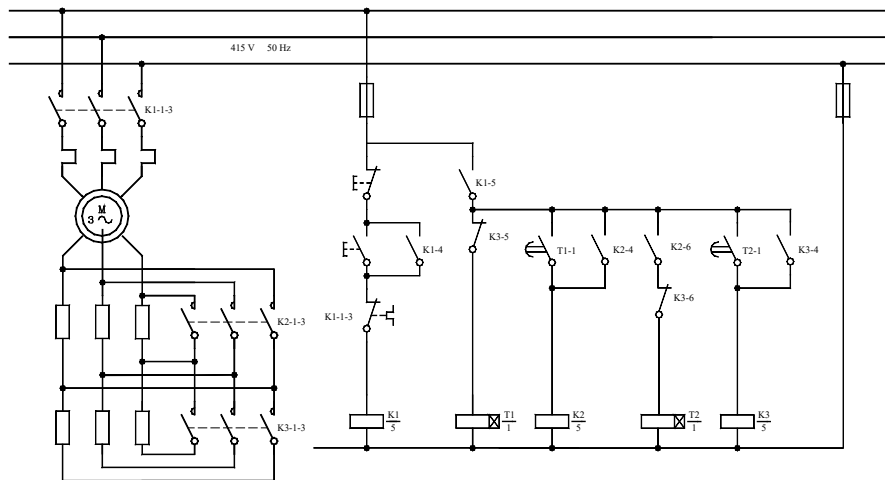 415 V 50 Hz
K1-1-3
M
3
K1-5
K3-5
T1-1
K2-4
K2-6
T2-1
K3-4
K1-4
K3-6
K1-1-3
K2-1-3
K3-1-3
K1
5
T1
1
K2
5
T2
1
K3
5